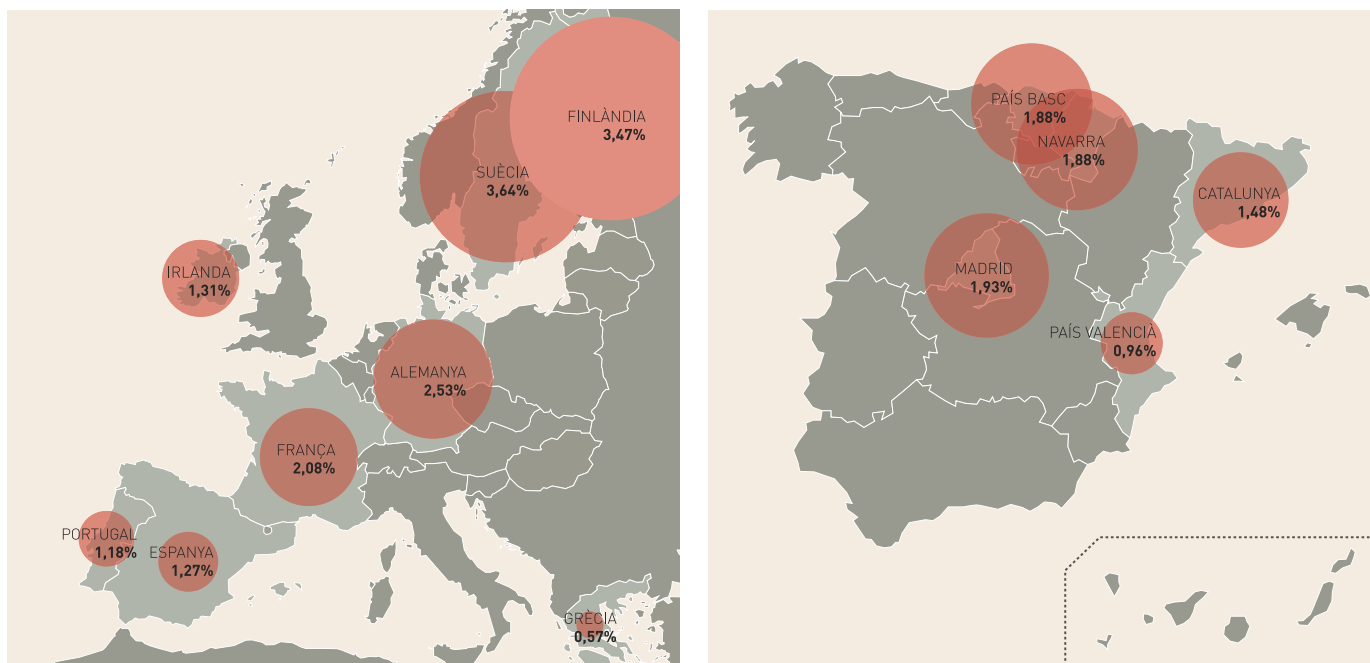 FINLÀNDIA
3,47%
SUÈCIA
3,64%
IRLANDA
1,31%
ALEMANYA
2,53%
FRANÇA
2,08%
PORTUGAL
1,18%
ESPANYA
1,27%
GRÈCIA
0,57%
PAÍS BASC
1,88%
NAVARRA
1,88%
CATALUNYA
1,48%
MADRID
1,93%
PAÍS VALENCIÀ
0,96%